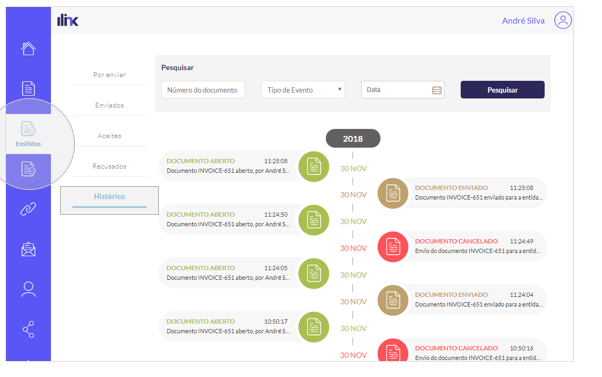 ilink
André Silva
Emitidos
Por enviar
Enviados
Aceites
Recusados
Histórico
Pesquisar
Número do documento
Tipo de Evento
Data
Pesquisar
2018
DOCUMENTO ABERTO 11:25:08
Documento INVOICE-651 aberto, por André S...
30 NOV
30 NOV
DOCUMENTO ENVIADO 11:25:08
Documento INVOICE-651 enviado para a entida...
DOCUMENTO ABERTO 11:24:50
Documento INVOICE-651 aberto, por André S...
30 NOV
30 NOV
DOCUMENTO CANCELADO 11:24:49
Envio do documento INVOICE-651 para a entid...
DOCUMENTO ABERTO 11:24:05
Documento INVOICE-651 aberto, por André S...
30 NOV
30 NOV
DOCUMENTO ENVIADO 11:24:04
Documento INVOICE-651 enviado para a entida...
DOCUMENTO ABERTO 10:50:17
Documento INVOICE-651 aberto, por André S...
30 NOV
30 NOV
DOCUMENTO CANCELADO 10:50:16
Envio do documento INVOICE-651 para a entid...